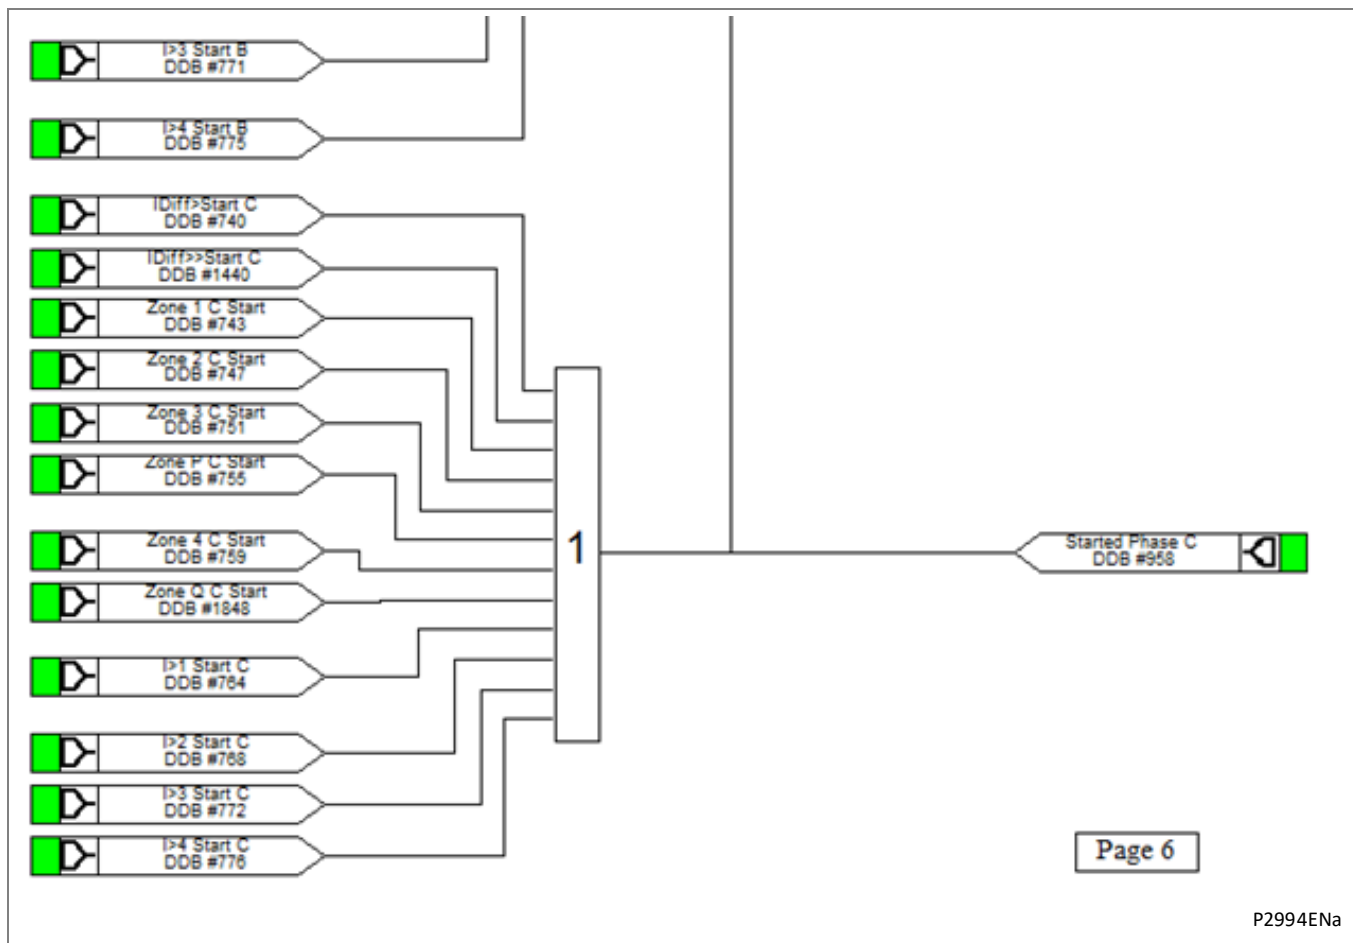 I>3 Start B
DDB #771
I>4 Start B
DDB #775
IDiff>Start C
DDB #740
IDiff>>Start C
DDB #1440
Zone 1 C Start
DDB #743
Zone 2 C Start
DDB #747
Zone 3 C Start
DDB #751
Zone P C Start
DDB #755
Zone 4 C Start
DDB #759
Zone Q C Start
DDB #1848
I>1 Start C
DDB #764
I>2 Start C
DDB #768
I>3 Start C
DDB #772
I>4 Start C
DDB #776
1
Started Phase C
DDB #958
Page 6
P2994ENa